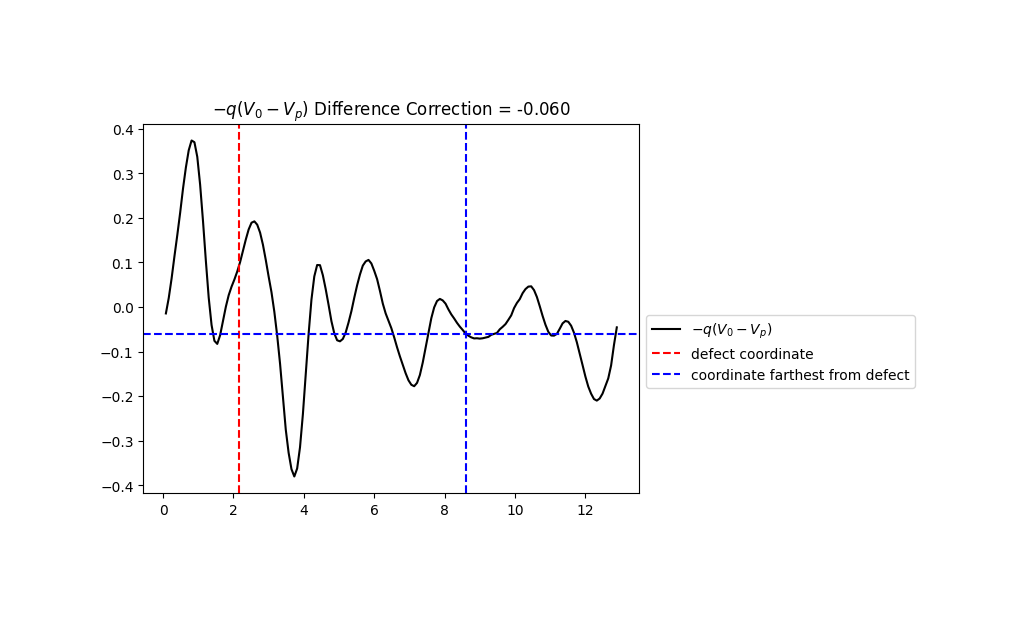 −q(V₀ − Vₚ) Difference Correction = -0.060
0.4
0.3
0.2
0.1
0.0
−0.1
−0.2
−0.3
−0.4
0 2 4 6 8 10 12
−q(V₀ − Vₚ)
defect coordinate
coordinate farthest from defect